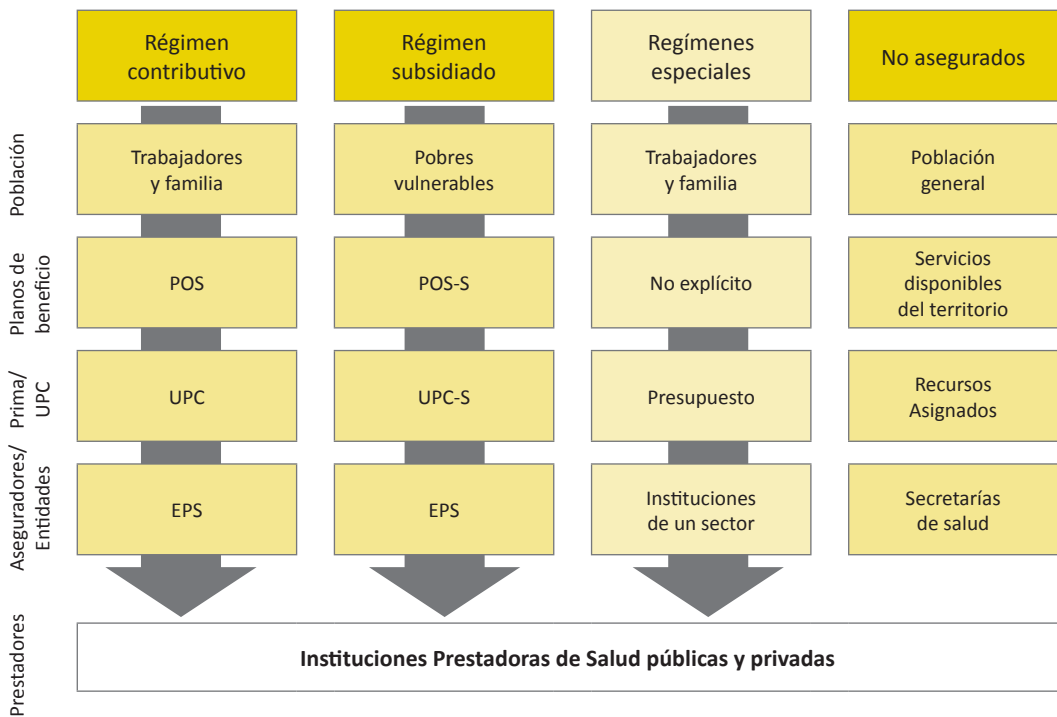 Régimen
contributivo
Régimen
subsidiado
Regímenes
especiales
No asegurados
Población
Trabajadores
y familia
Pobres
vulnerables
Trabajadores
y familia
Población
general
Planos de
beneficio
POS
POS-S
No explícito
Servicios
disponibles
del territorio
Prima/
UPC
UPC
UPC-S
Presupuesto
Recursos
Asignados
Aseguradores/
Entidades
EPS
EPS
Instituciones
de un sector
Secretarías
de salud
Prestadores
Instituciones Prestadoras de Salud públicas y privadas